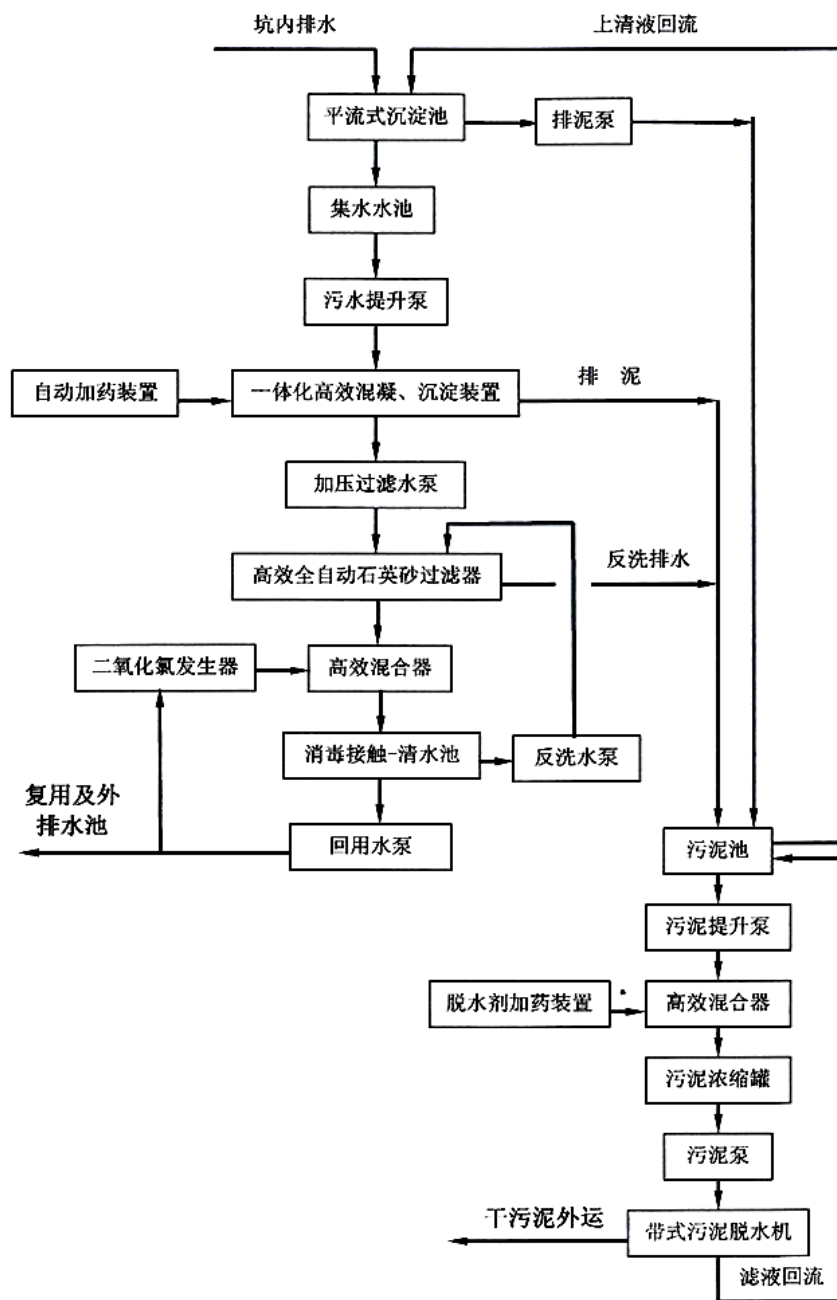 坑内排水
上清液回流
平流式沉淀池
排泥泵
集水水池
污水提升泵
自动加药装置
一体化高效混凝、沉淀装置
排 泥
加压过滤水泵
高效全自动石英砂过滤器
反洗排水
二氧化氯发生器
高效混合器
消毒接触-清水池
反洗水泵
复用及外
排水池
回用水泵
污泥池
污泥提升泵
脱水剂加药装置
高效混合器
污泥浓缩罐
污泥泵
干污泥外运
带式污泥脱水机
滤液回流